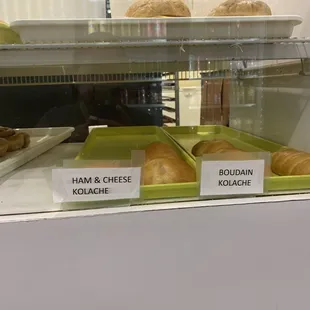 HAM & CHEESE
KOLACHE
BOUDAIN
KOLACHE